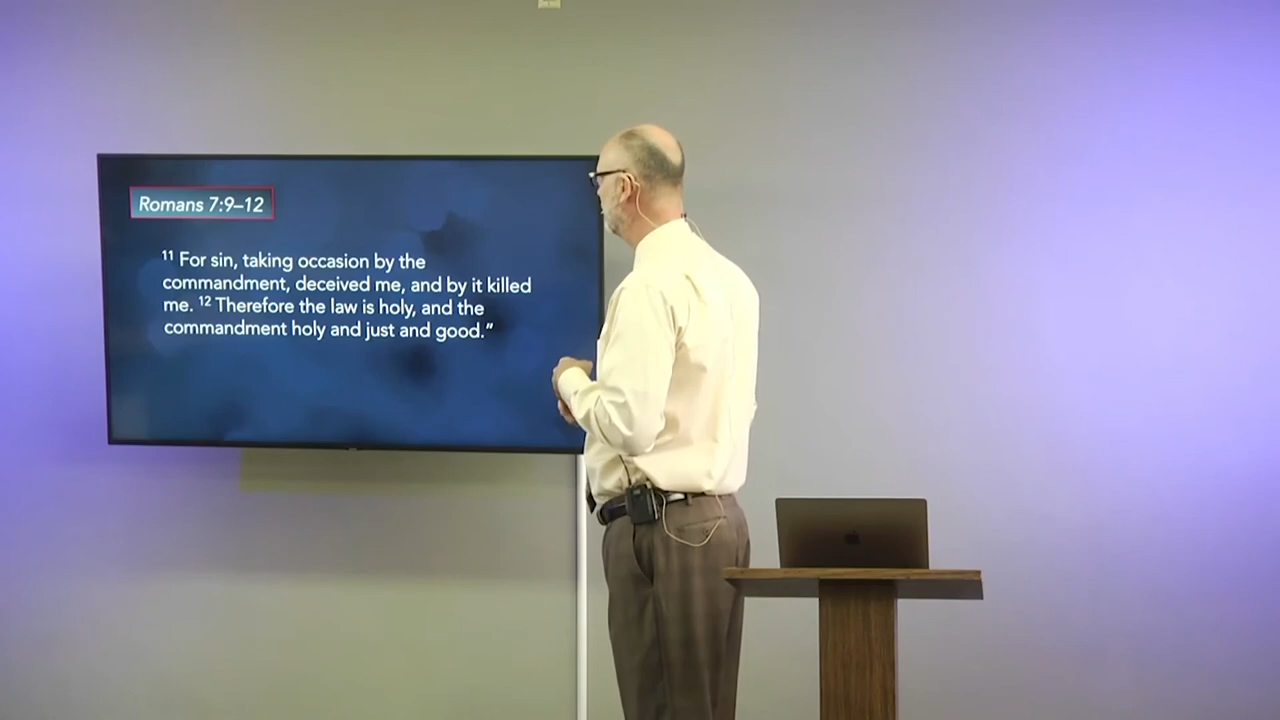 Romans 7:9–12
¹¹ For sin, taking occasion by the
commandment, deceived me, and by it killed
me. ¹² Therefore the law is holy, and the
commandment holy and just and good.”